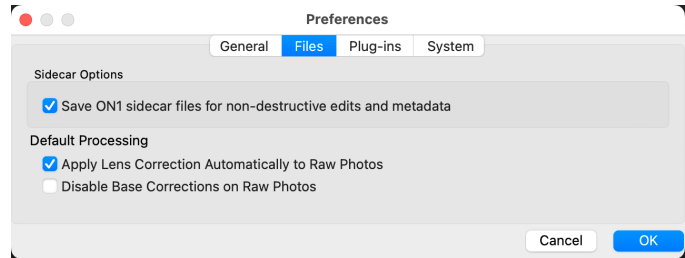 Preferences
General Files Plug-ins System
Sidecar Options
Save ON1 sidecar files for non-destructive edits and metadata
Default Processing
Apply Lens Correction Automatically to Raw Photos
Disable Base Corrections on Raw Photos
Cancel OK